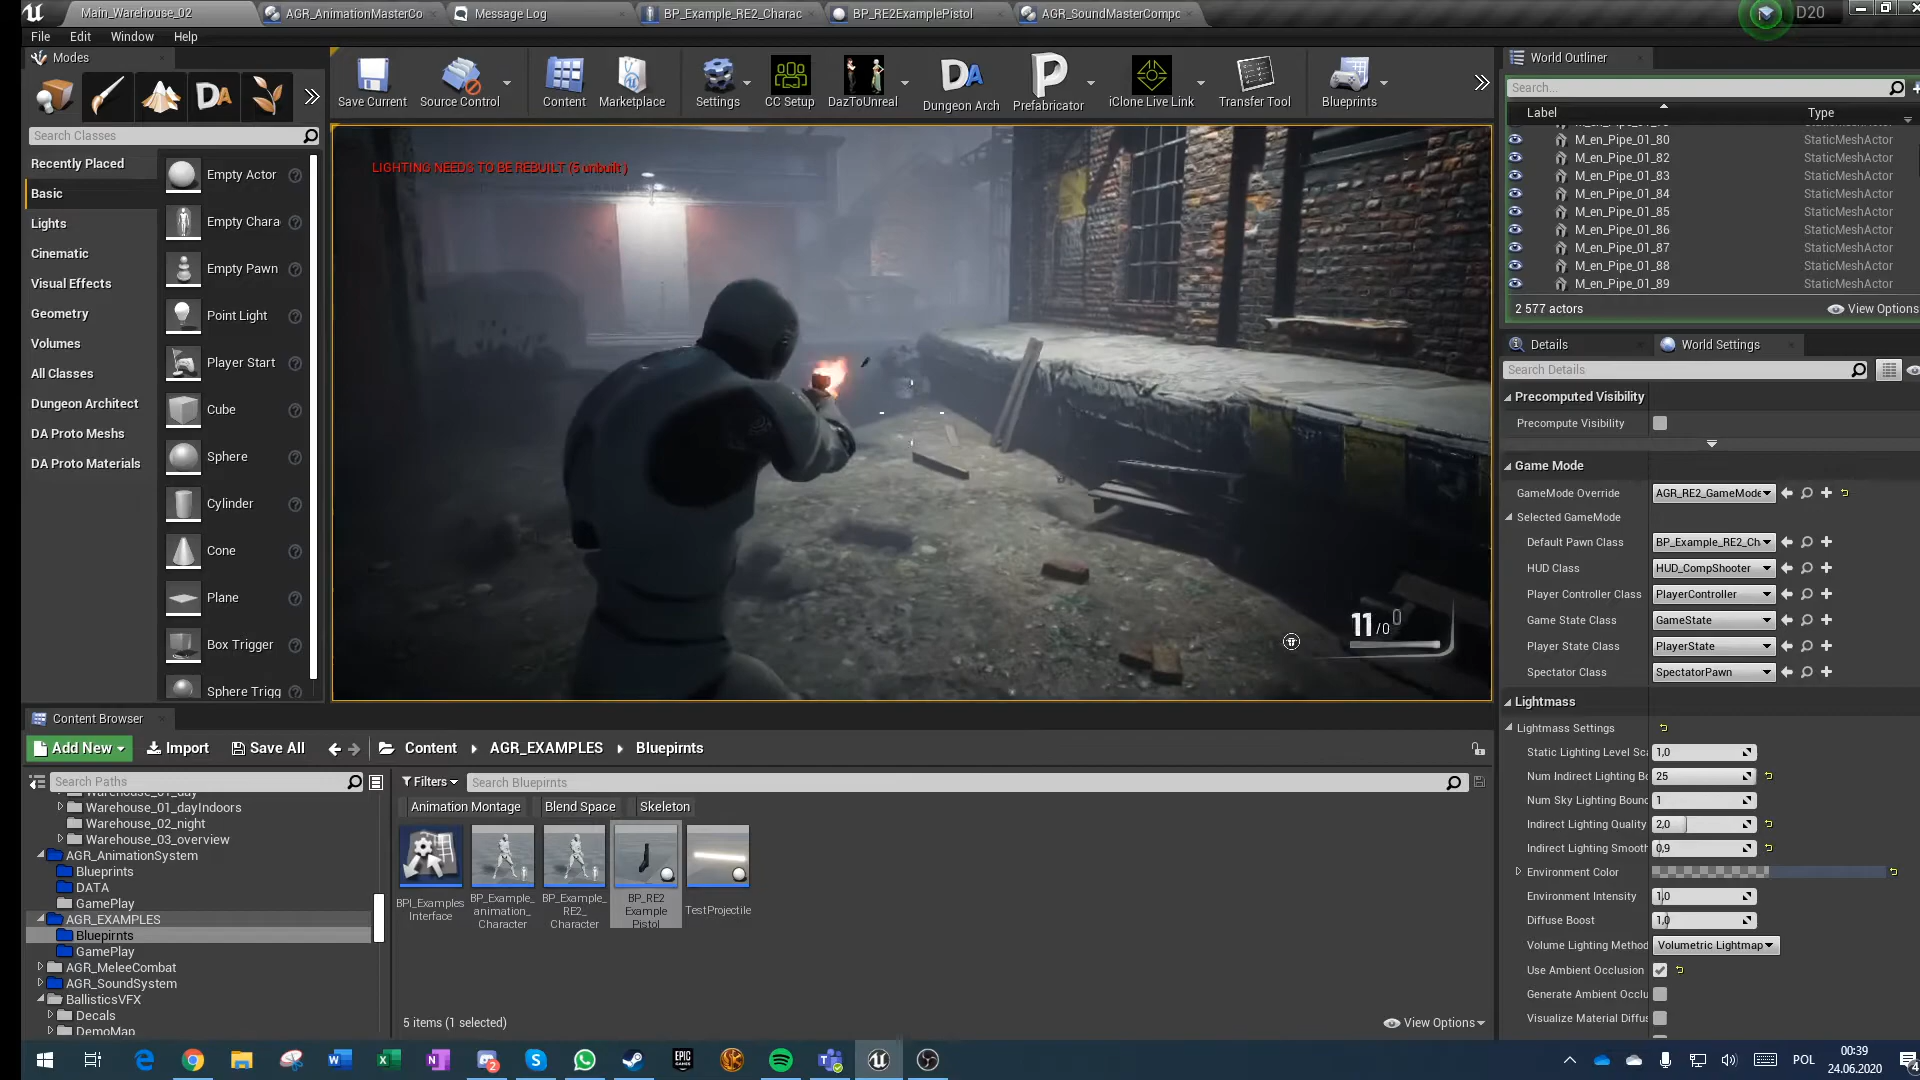 Main_Warehouse_02
AGR_AnimationMasterCo
Message Log
BP_Example_RE2_Charac
BP_RE2ExamplePistol
AGR_SoundMasterCompc
D20
File Edit Window Help
Modes
Save Current
Source Control
Content
Marketplace
Settings
CC Setup
DazToUnreal
Dungeon Arch
Prefabricator
iClone Live Link
Transfer Tool
Blueprints
Search Classes
Recently Placed
Basic
Lights
Cinematic
Visual Effects
Geometry
Volumes
All Classes
Dungeon Architect
DA Proto Meshs
DA Proto Materials
Empty Actor
Empty Chara
Empty Pawn
Point Light
Player Start
Cube
Sphere
Cylinder
Cone
Plane
Box Trigger
Sphere Trigg
LIGHTING NEEDS TO BE REBUILT (5 unbuilt)
11/0 0
World Outliner
Search...
Label Type
M_en_Pipe_01_80 StaticMeshActor
M_en_Pipe_01_82 StaticMeshActor
M_en_Pipe_01_83 StaticMeshActor
M_en_Pipe_01_84 StaticMeshActor
M_en_Pipe_01_85 StaticMeshActor
M_en_Pipe_01_86 StaticMeshActor
M_en_Pipe_01_87 StaticMeshActor
M_en_Pipe_01_88 StaticMeshActor
M_en_Pipe_01_89 StaticMeshActor
2 577 actors View Options
Details World Settings
Search Details
Precomputed Visibility
Precompute Visibility
Game Mode
GameMode Override AGR_RE2_GameMode
Selected GameMode
Default Pawn Class BP_Example_RE2_Ch
HUD Class HUD_CompShooter
Player Controller Class PlayerController
Game State Class GameState
Player State Class PlayerState
Spectator Class SpectatorPawn
Lightmass
Lightmass Settings
Static Lighting Level Sca 1,0
Num Indirect Lighting Bo 25
Num Sky Lighting Bounc 1
Indirect Lighting Quality 2,0
Indirect Lighting Smooth 0,9
Environment Color
Environment Intensity 1,0
Diffuse Boost 1,0
Volume Lighting Method Volumetric Lightmap
Use Ambient Occlusion
Generate Ambient Occlu
Visualize Material Diffus
Content Browser
Add New Import Save All Content AGR_EXAMPLES Bluepirnts
Search Paths
Filters Search Bluepirnts
Animation Montage Blend Space Skeleton
Warehouse_01_day
Warehouse_01_dayIndoors
Warehouse_02_night
Warehouse_03_overview
AGR_AnimationSystem
Blueprints
DATA
GamePlay
AGR_EXAMPLES
Bluepirnts
GamePlay
AGR_MeleeCombat
AGR_SoundSystem
BallisticsVFX
Decals
DemoMap
BPI_Examples
Interface
BP_Example_
animation_
Character
BP_Example_
RE2_
Character
BP_RE2
Example
Pistol
TestProjectile
5 items (1 selected) View Options
POL
00:39
24.06.2020